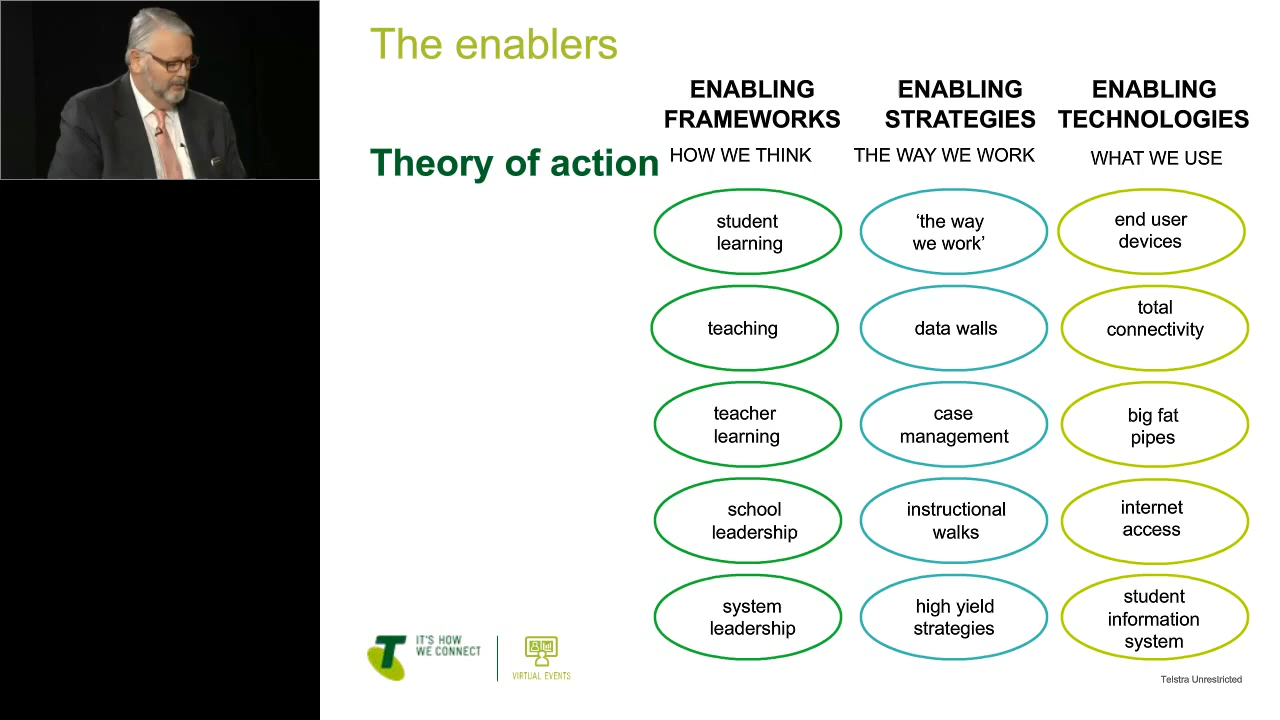 The enablers
ENABLING
FRAMEWORKS
ENABLING
STRATEGIES
ENABLING
TECHNOLOGIES
Theory of action
HOW WE THINK
THE WAY WE WORK
WHAT WE USE
student
learning
‘the way
we work’
end user
devices
teaching
data walls
total
connectivity
teacher
learning
case
management
big fat
pipes
school
leadership
instructional
walks
internet
access
system
leadership
high yield
strategies
student
information
system
IT'S HOW
WE CONNECT
VIRTUAL EVENTS
Telstra Unrestricted